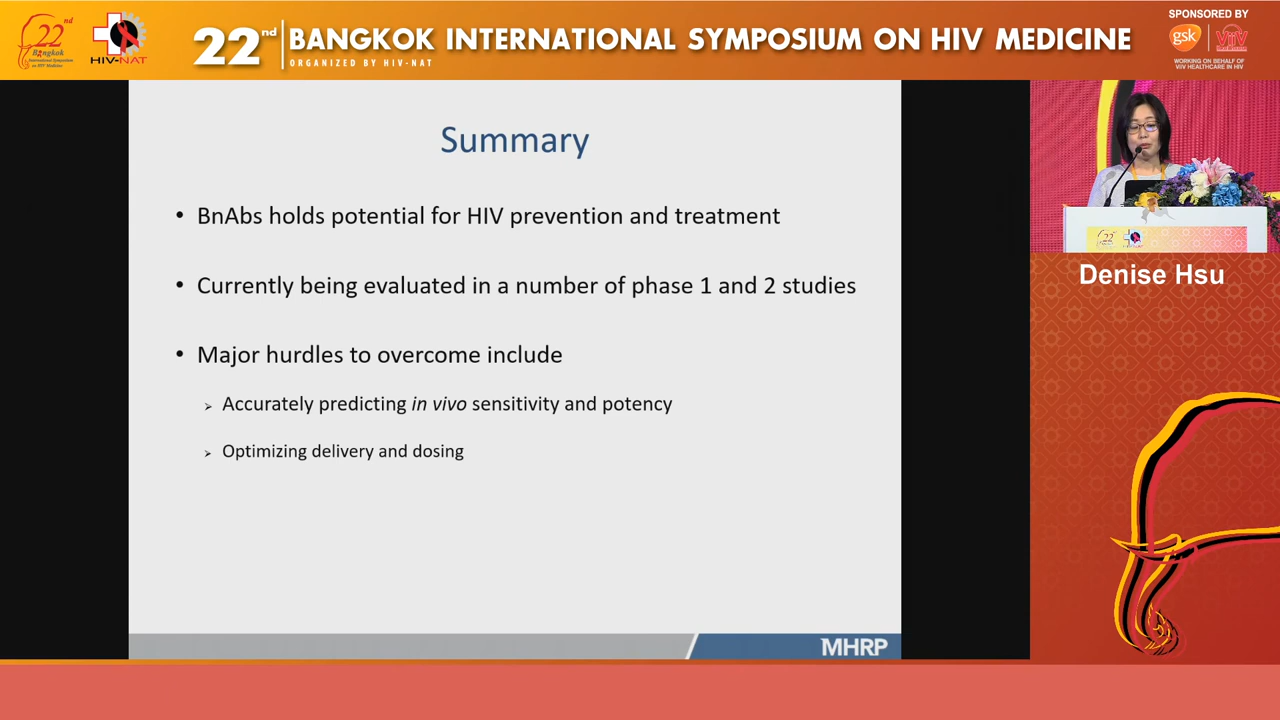 22nd
Bangkok
International Symposium
on HIV Medicine
HIV-NAT
22nd BANGKOK INTERNATIONAL SYMPOSIUM ON HIV MEDICINE
ORGANIZED BY HIV-NAT
SPONSORED BY
gsk
ViiV
WORKING ON BEHALF OF
ViiV HEALTHCARE IN HIV
Summary
• BnAbs holds potential for HIV prevention and treatment
• Currently being evaluated in a number of phase 1 and 2 studies
• Major hurdles to overcome include
➢ Accurately predicting in vivo sensitivity and potency
➢ Optimizing delivery and dosing
MHRP
Denise Hsu